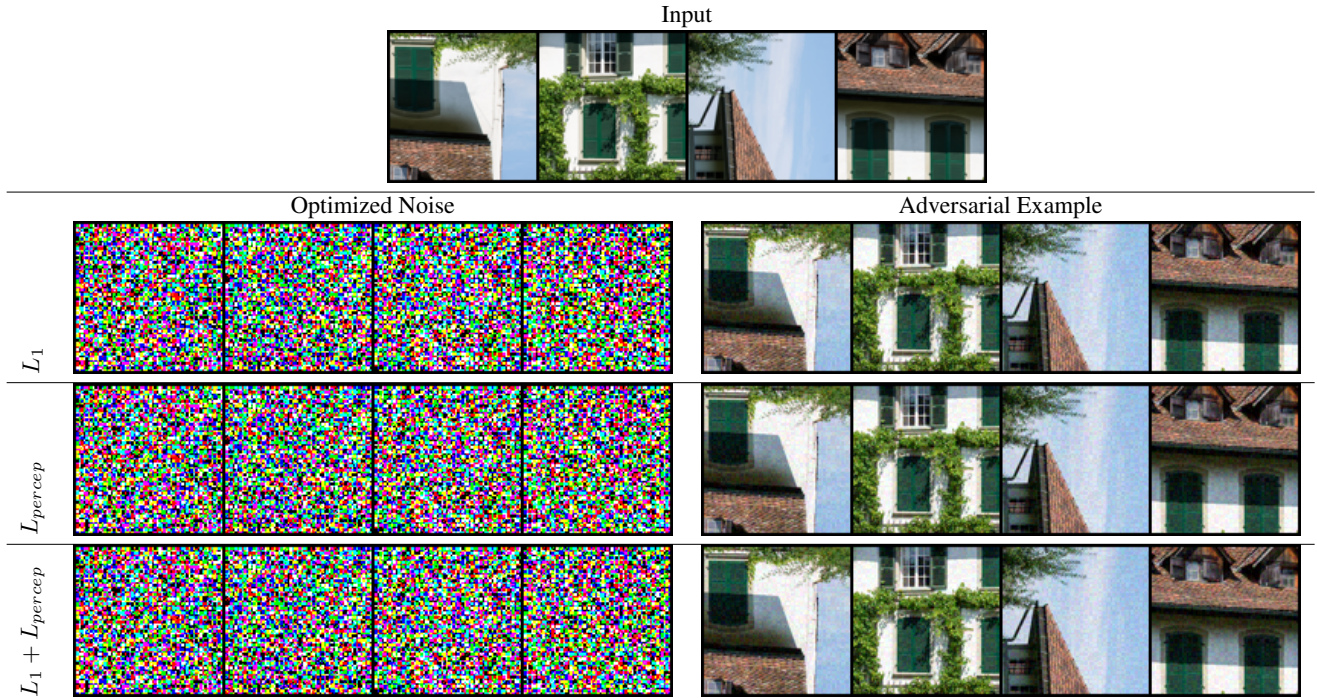 Input
Optimized Noise
Adversarial Example
L_1
L_{percep}
L_1 + L_{percep}